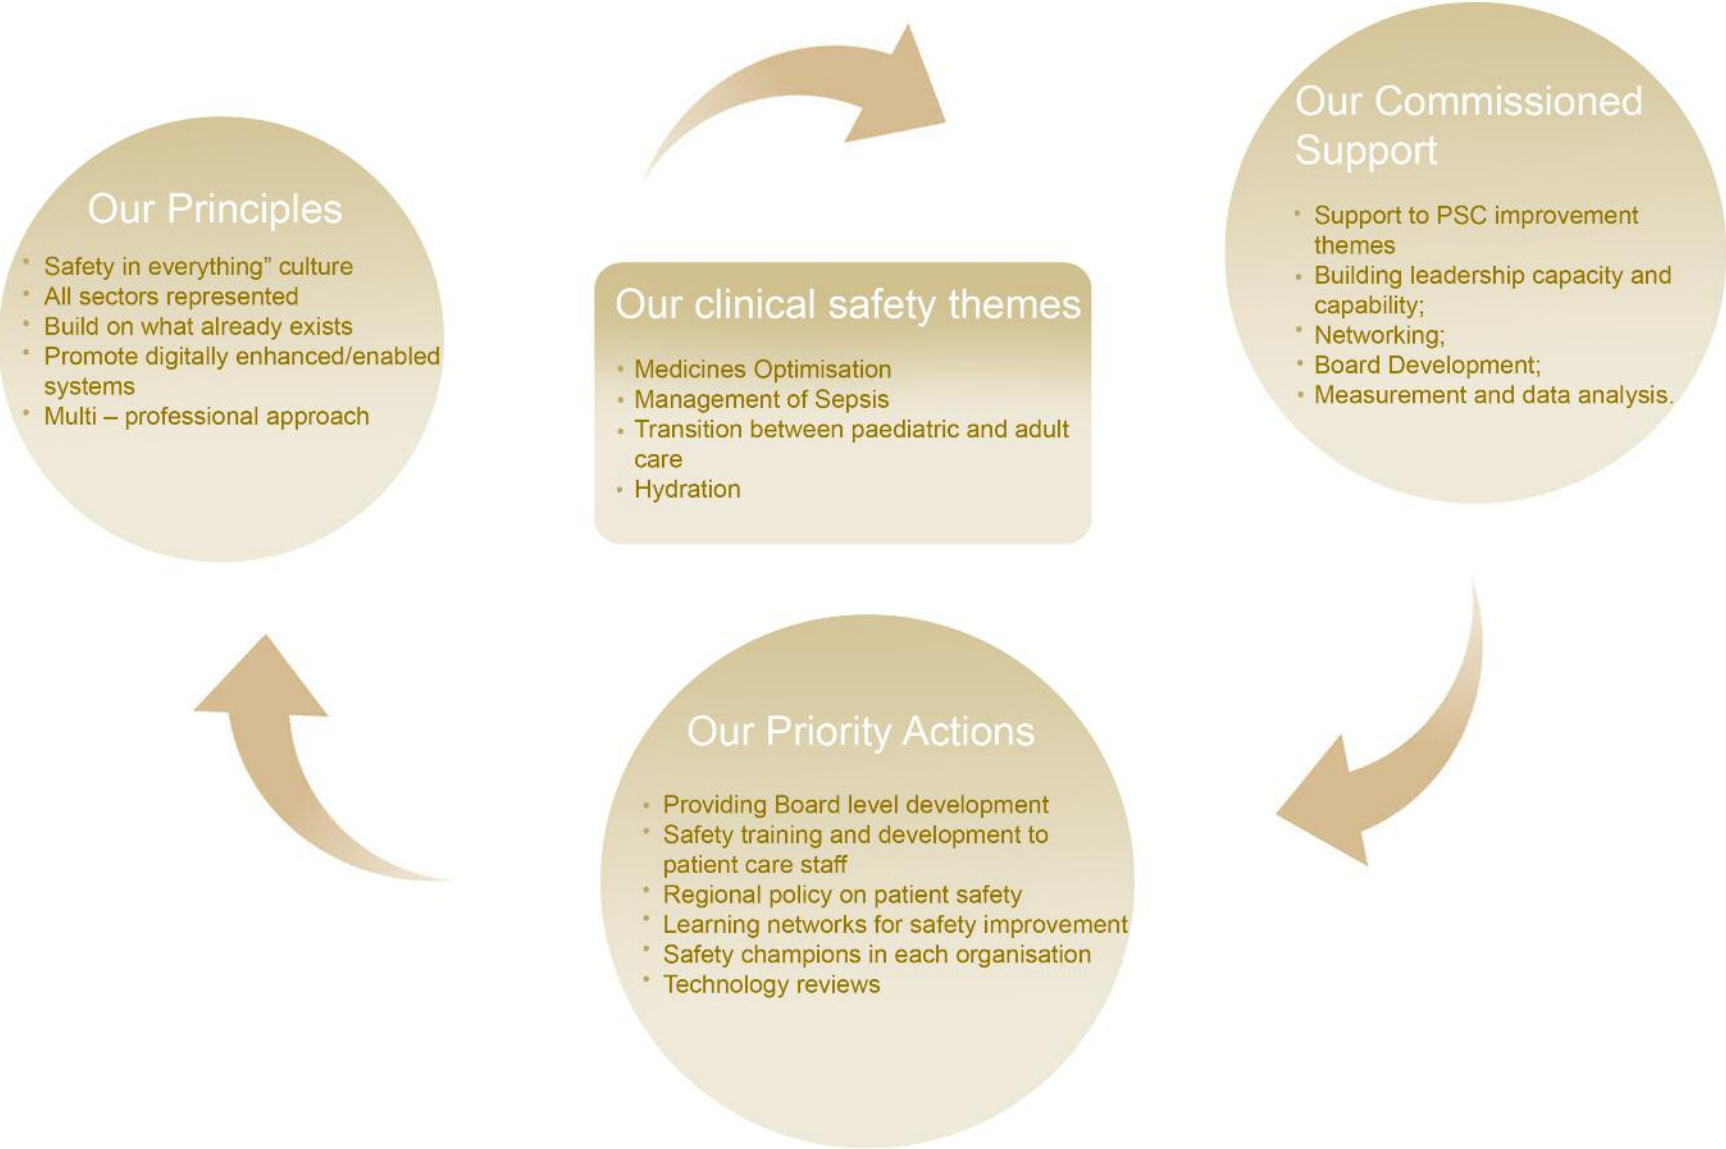 Our Principles
• Safety in everything” culture
• All sectors represented
• Build on what already exists
• Promote digitally enhanced/enabled
systems
• Multi – professional approach
Our clinical safety themes
• Medicines Optimisation
• Management of Sepsis
• Transition between paediatric and adult
care
• Hydration
Our Commissioned
Support
• Support to PSC improvement
themes
• Building leadership capacity and
capability;
• Networking;
• Board Development;
• Measurement and data analysis.
Our Priority Actions
• Providing Board level development
• Safety training and development to
patient care staff
• Regional policy on patient safety
• Learning networks for safety improvement
• Safety champions in each organisation
• Technology reviews